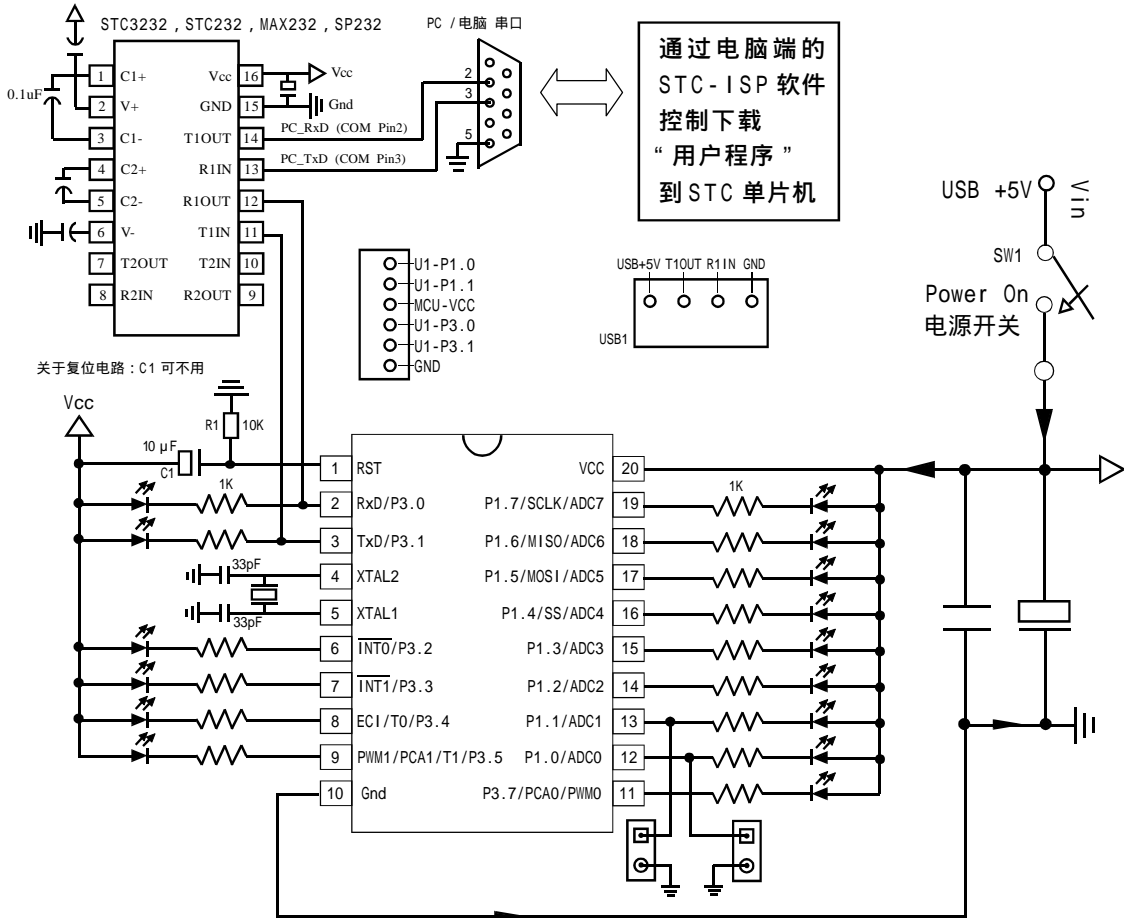 STC3232 , STC232 , MAX232 , SP232
PC /电脑 串口
0.1uF
1 C1+ Vcc 16 Vcc
2 V+ GND 15 Gnd
3 C1- T1OUT 14 PC_RxD (COM Pin2)
4 C2+ R1IN 13 PC_TxD (COM Pin3)
5 C2- R1OUT 12
6 V- T1IN 11
7 T2OUT T2IN 10
8 R2IN R2OUT 9
2
3
5
通过电脑端的
STC-ISP 软件
控制下载
“用户程序”
到STC 单片机
USB +5V
Vin
SW1
Power On
电源开关
U1-P1.0
U1-P1.1
MCU-VCC
U1-P3.0
U1-P3.1
GND
USB+5V T1OUT R1IN GND
USB1
关于复位电路 : C1 可不用
Vcc
R1 10K
10 μF
C1
1K
33pF
33pF
1 RST VCC 20
2 RxD/P3.0 P1.7/SCLK/ADC7 19
3 TxD/P3.1 P1.6/MISO/ADC6 18
4 XTAL2 P1.5/MOSI/ADC5 17
5 XTAL1 P1.4/SS/ADC4 16
6 INT0/P3.2 P1.3/ADC3 15
7 INT1/P3.3 P1.2/ADC2 14
8 ECI/T0/P3.4 P1.1/ADC1 13
9 PWM1/PCA1/T1/P3.5 P1.0/ADC0 12
10 Gnd P3.7/PCA0/PWM0 11
1K